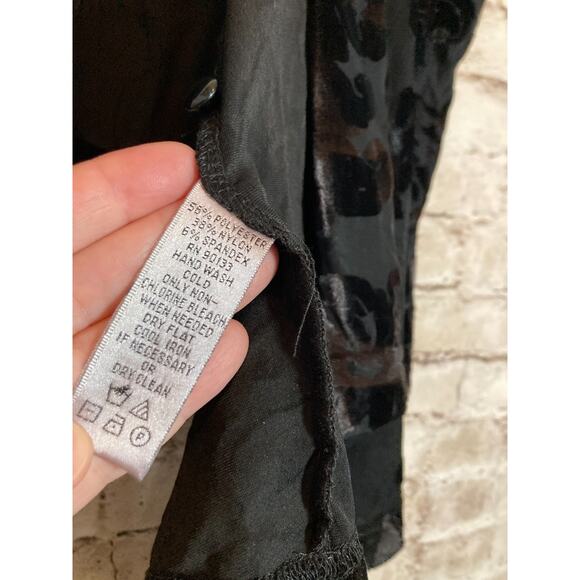 56% POLYESTER
38% NYLON
6% SPANDEX
RN 90133
HAND WASH
COLD
ONLY NON-
CHLORINE BLEACH
WHEN NEEDED
DRY FLAT
COOL IRON
IF NECESSARY
OR
DRY CLEAN
P